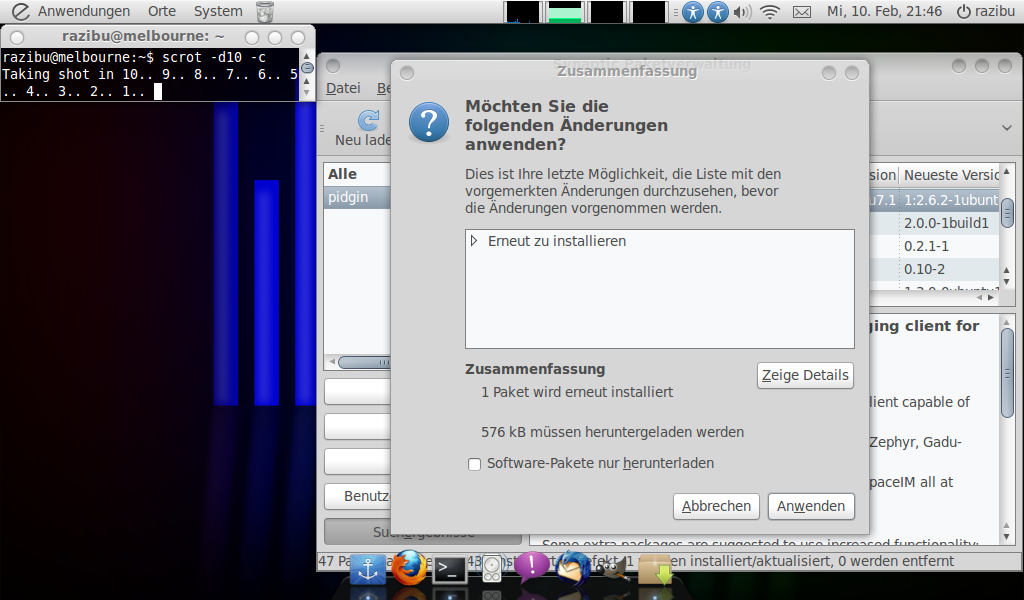 Anwendungen Orte System
Mi, 10. Feb, 21:46 razibu
razibu@melbourne: ~
razibu@melbourne:~$ scrot -d10 -c
Taking shot in 10.. 9.. 8.. 7.. 6.. 5
.. 4.. 3.. 2.. 1..
Synaptic Paketverwaltung
Datei
Neu lade
Alle
pidgin
Zusammenfassung
Möchten Sie die
folgenden Änderungen
anwenden?
Dies ist Ihre letzte Möglichkeit, die Liste mit den
vorgemerkten Änderungen durchzusehen, bevor
die Änderungen vorgenommen werden.
Erneut zu installieren
Zusammenfassung
Zeige Details
1 Paket wird erneut installiert
576 kB müssen heruntergeladen werden
Software-Pakete nur herunterladen
Abbrechen Anwenden
sion Neueste Versio
u7.1 1:2.6.2-1ubunt
2.0.0-1build1
0.2.1-1
0.10-2
ging client for
lient capable of
Zephyr, Gadu-
paceIM all at
Some extra packages are suggested to use increased functionality:
Benutze
Suchergebnisse
47 Pa
installiert/aktualisiert, 0 werden entfernt